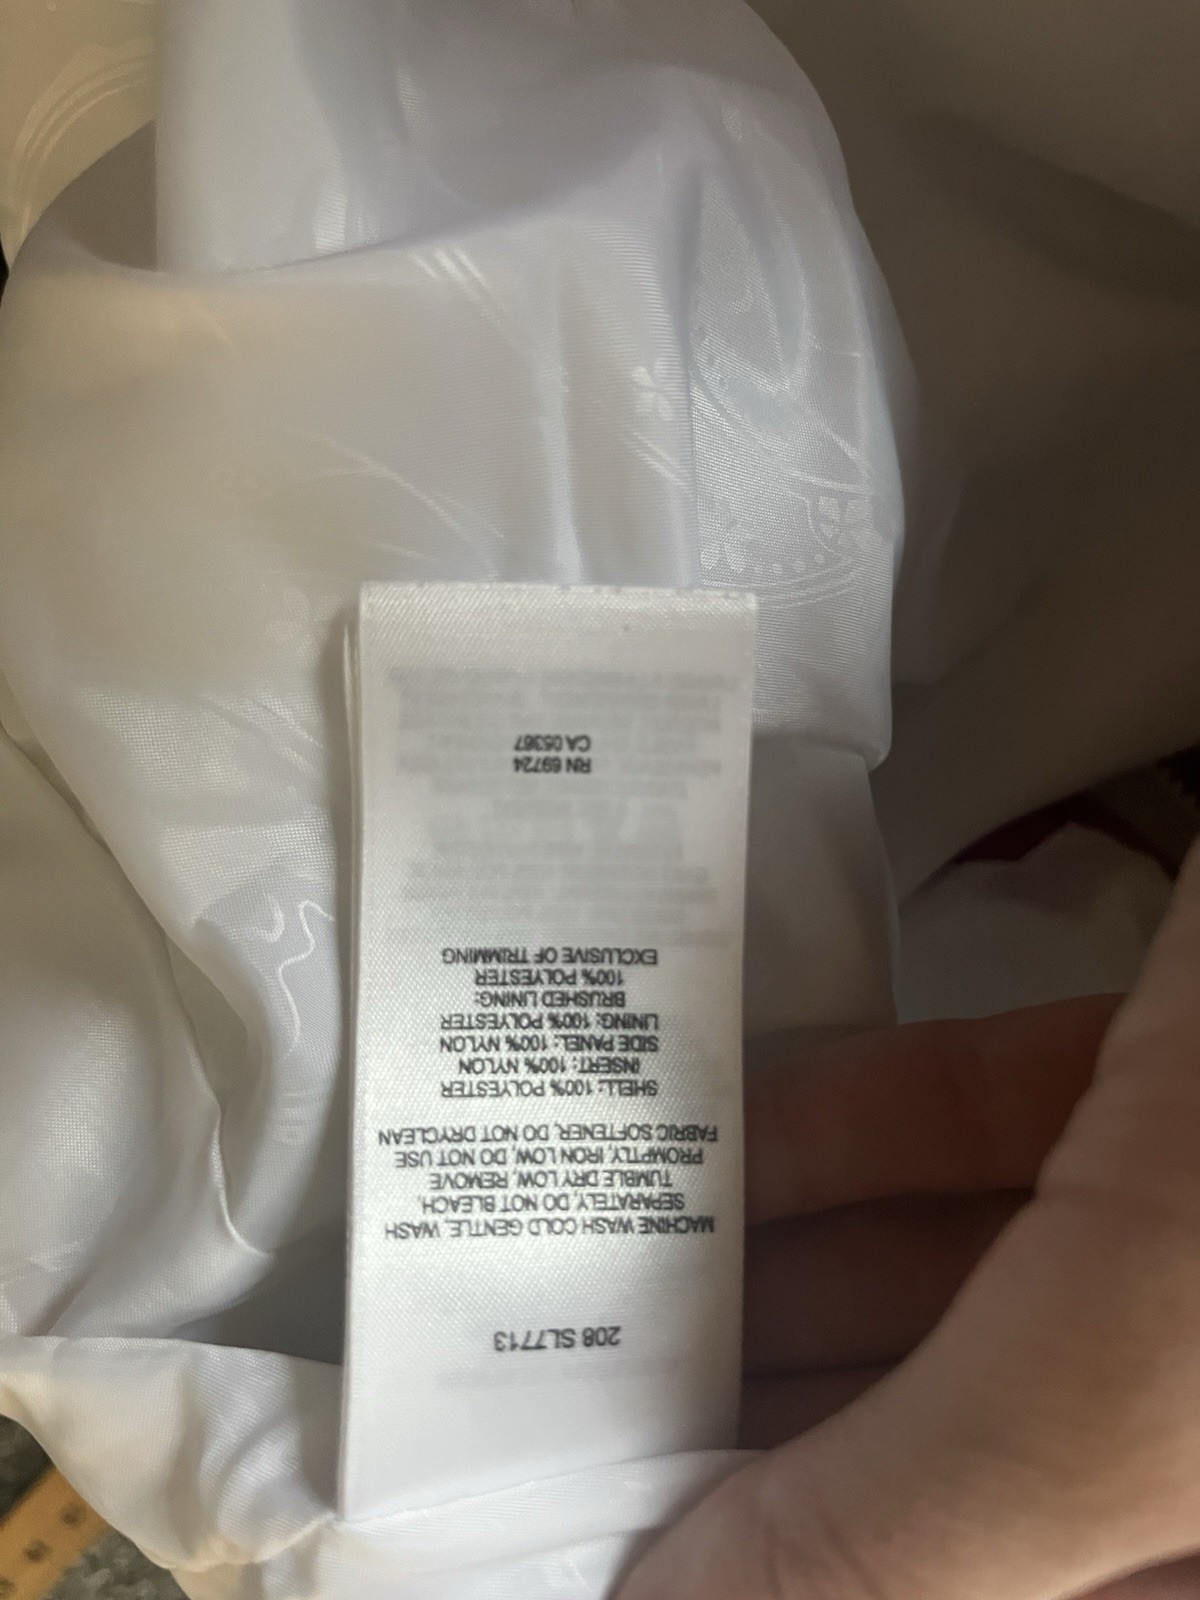 208 SL7713
MACHINE WASH COLD GENTLE, WASH
SEPARATELY, DO NOT BLEACH,
TUMBLE DRY LOW, REMOVE
PROMPTLY, IRON LOW, DO NOT USE
FABRIC SOFTENER, DO NOT DRYCLEAN
SHELL: 100% POLYESTER
INSERT: 100% NYLON
SIDE PANEL: 100% NYLON
LINING: 100% POLYESTER
BRUSHED LINING:
100% POLYESTER
EXCLUSIVE OF TRIMMING
RN 69724
CA 05367